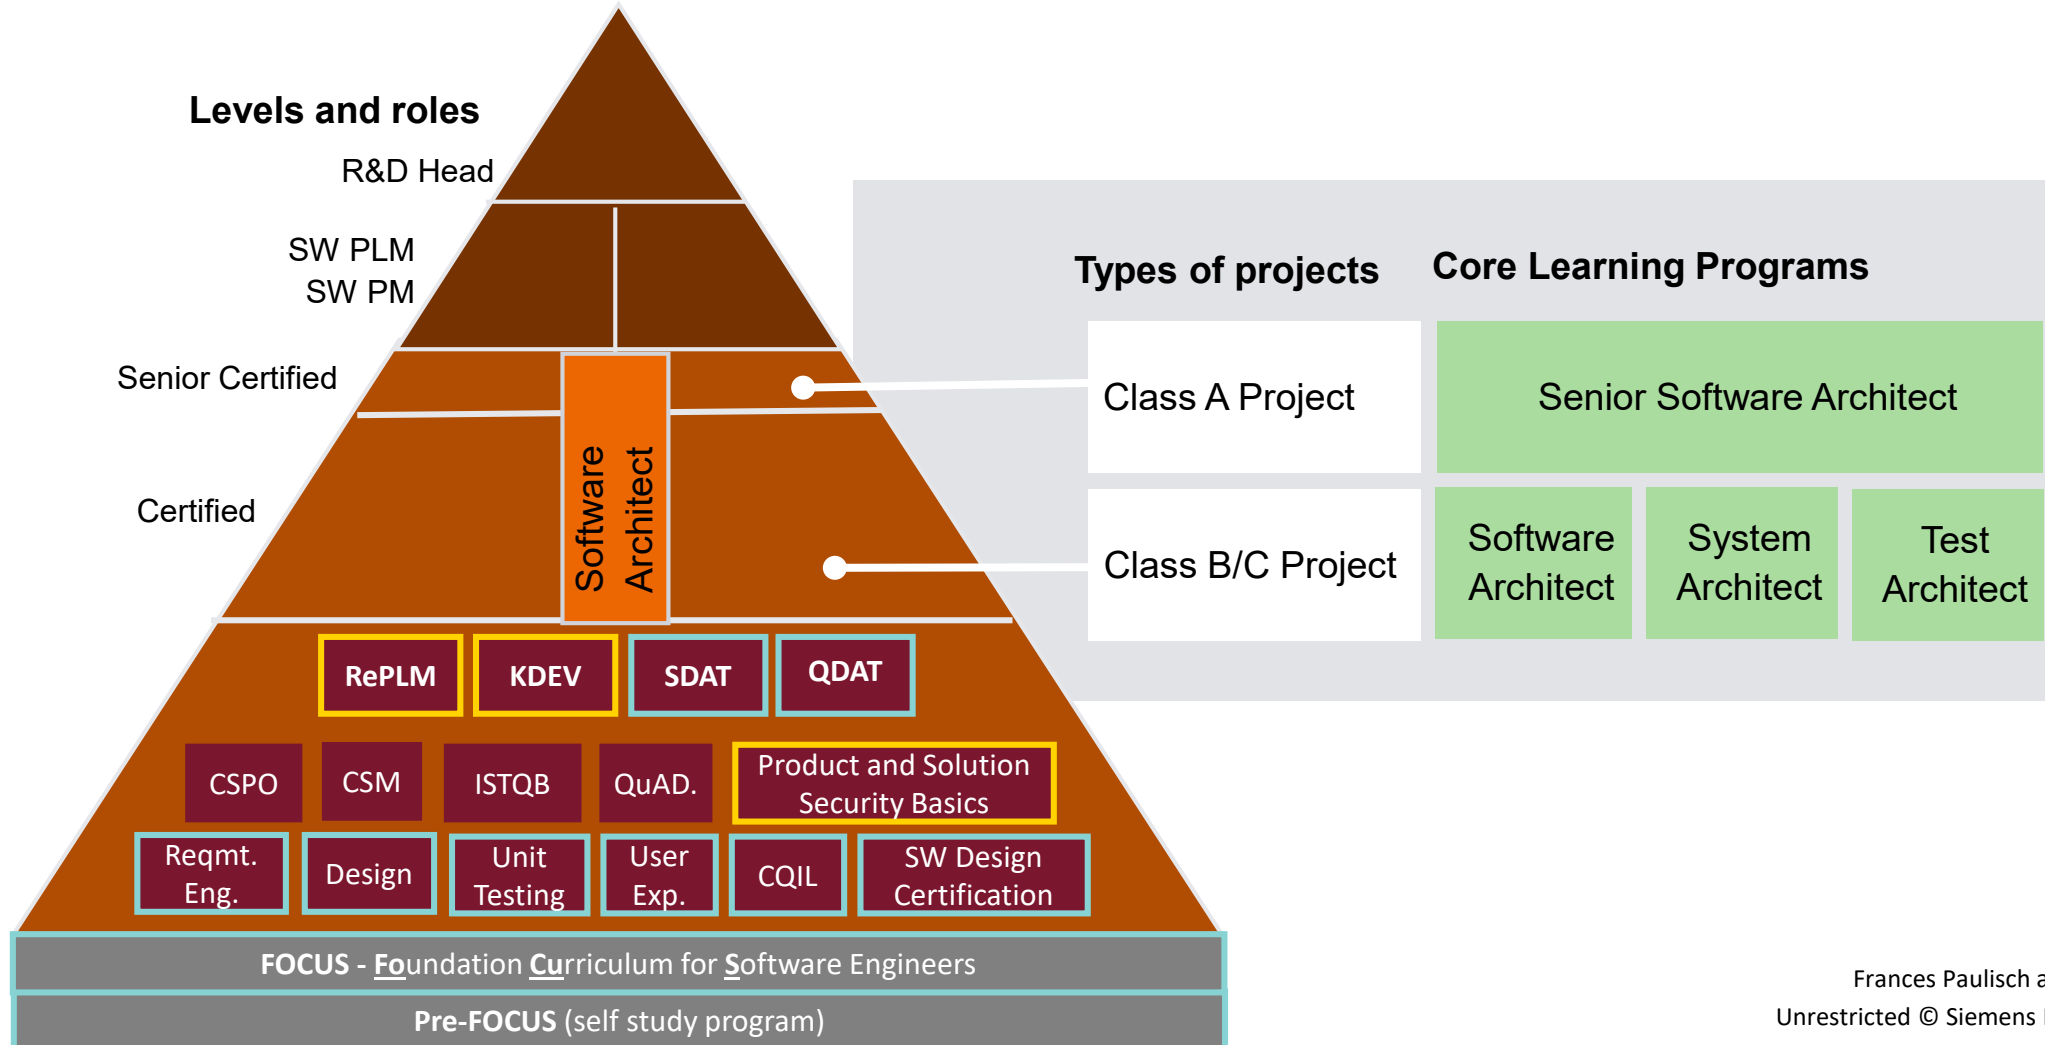 Levels and roles
R&D Head
SW PLM
SW PM
Senior Certified
Certified
Software
Architect
Types of projects
Core Learning Programs
Class A Project
Senior Software Architect
Class B/C Project
Software
Architect
System
Architect
Test
Architect
RePLM
KDEV
SDAT
QDAT
CSPO
CSM
ISTQB
QuAD.
Product and Solution
Security Basics
Reqmt.
Eng.
Design
Unit
Testing
User
Exp.
CQIL
SW Design
Certification
FOCUS - Foundation Curriculum for Software Engineers
Pre-FOCUS (self study program)
Frances Paulisch
Unrestricted © Siemens